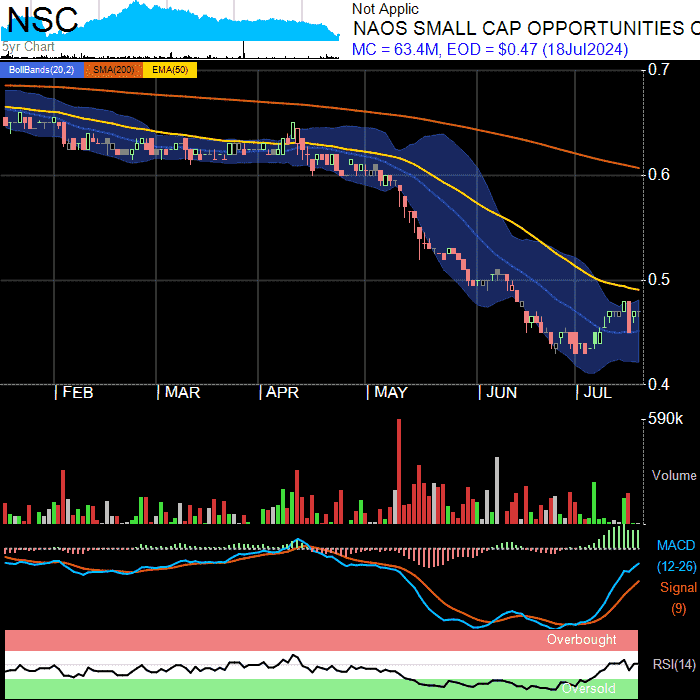 NSC
5yr Chart
Not Applic
NAOS SMALL CAP OPPORTUNITIES C
MC = 63.4M, EOD = $0.47 (18Jul2024)
BollBands(20,2) SMA(200) EMA(50)
0.7
0.6
0.5
0.4
FEB MAR APR MAY JUN JUL
590k
Volume
MACD
(12-26)
Signal
(9)
Overbought
RSI(14)
Oversold